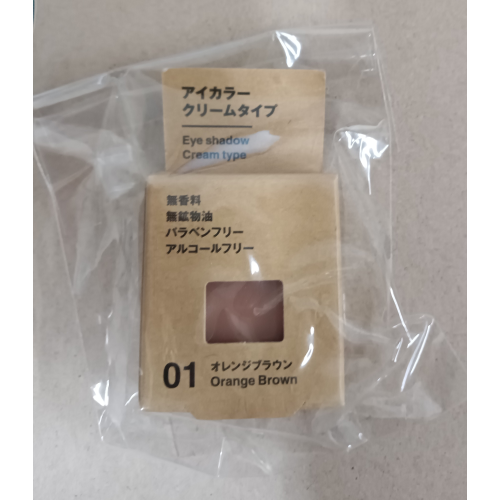 アイカラー
クリームタイプ
Eye shadow
Cream type
無香料
無鉱物油
パラベンフリー
アルコールフリー
01 オレンジブラウン
Orange Brown